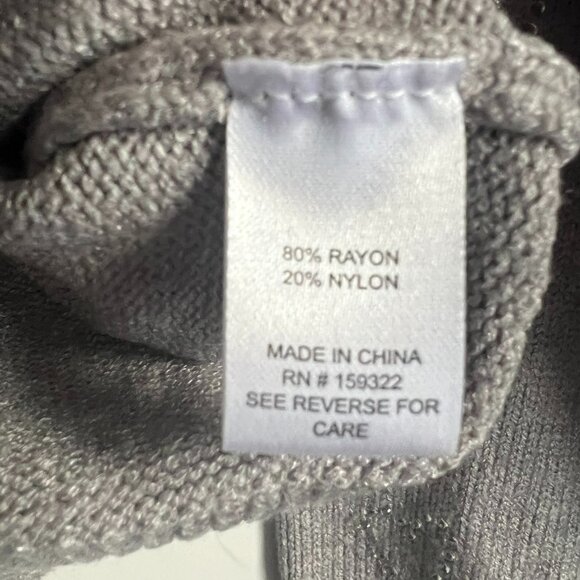 80% RAYON
20% NYLON
MADE IN CHINA
RN # 159322
SEE REVERSE FOR
CARE